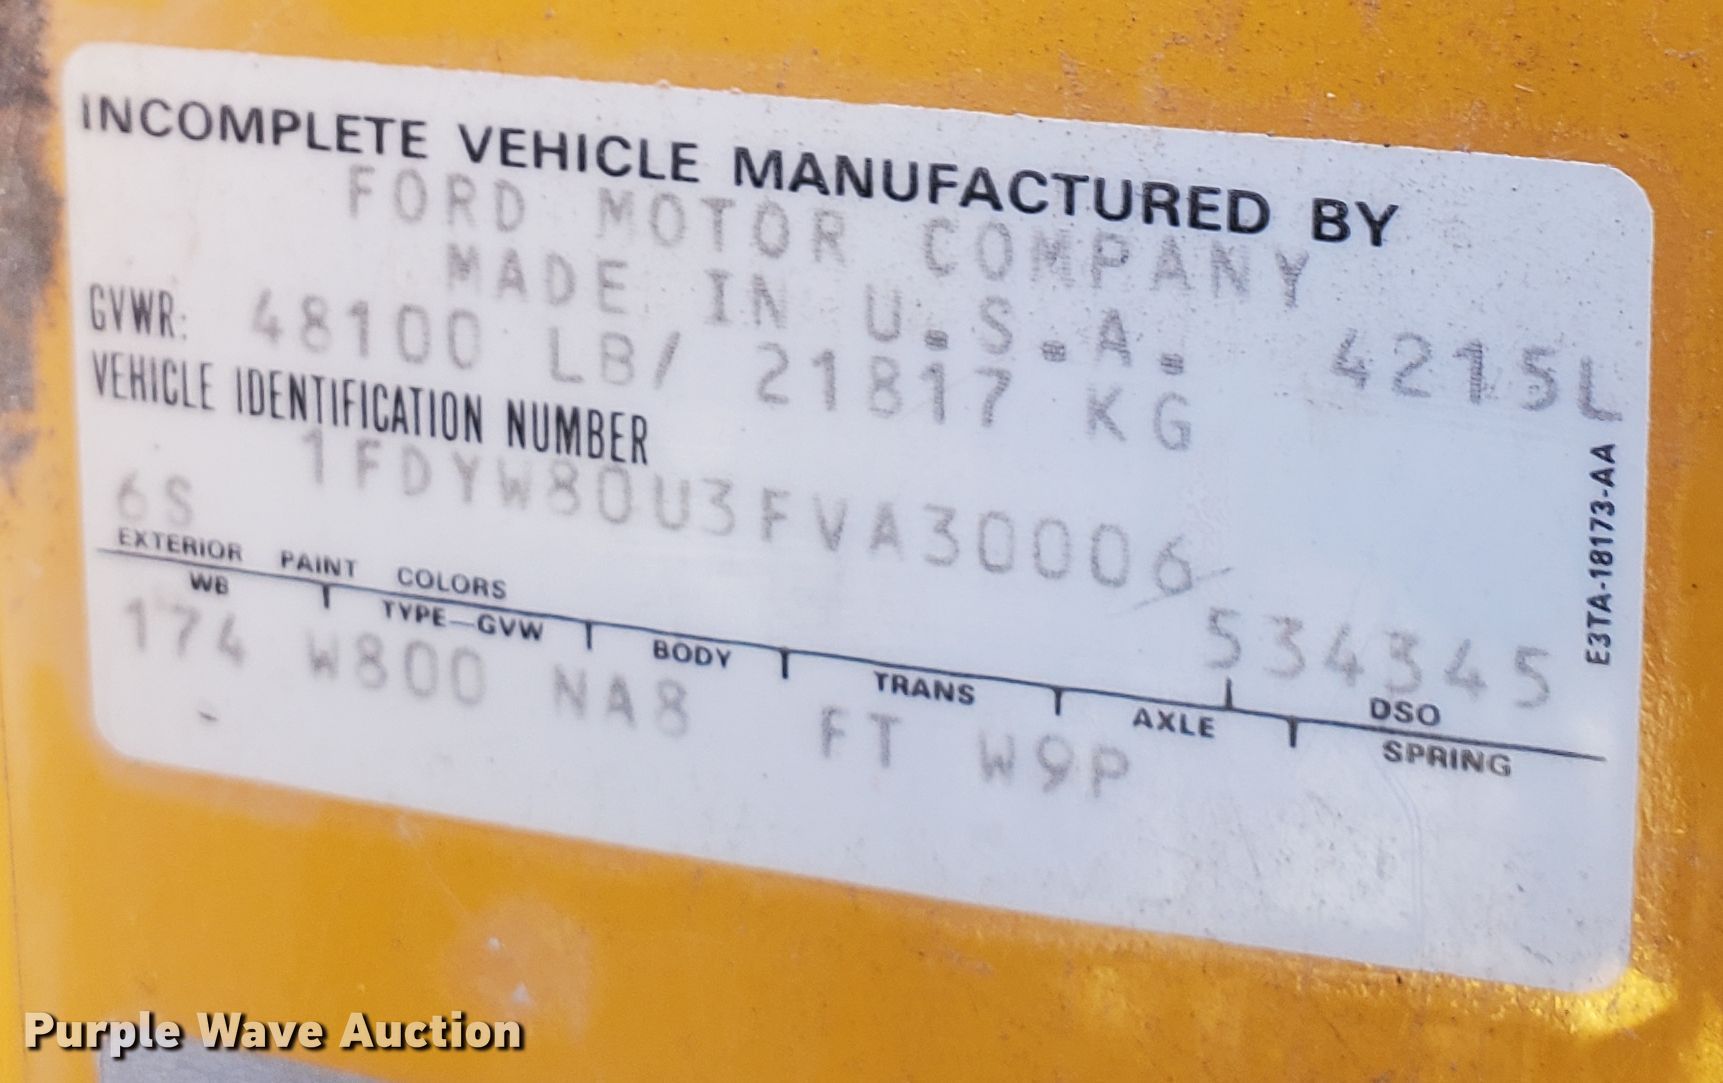 INCOMPLETE VEHICLE MANUFACTURED BY
FORD MOTOR COMPANY
MADE IN U.S.A.
GVWR: 48100 LB/ 21817 KG 4215L
VEHICLE IDENTIFICATION NUMBER
1FDYW80U3FVA30006
6S
EXTERIOR PAINT COLORS 534345 DSO
WB TYPE—GVW BODY TRANS AXLE SPRING
174 W800 NA8 FT W9P
E3TA-18173-AA
Purple Wave Auction